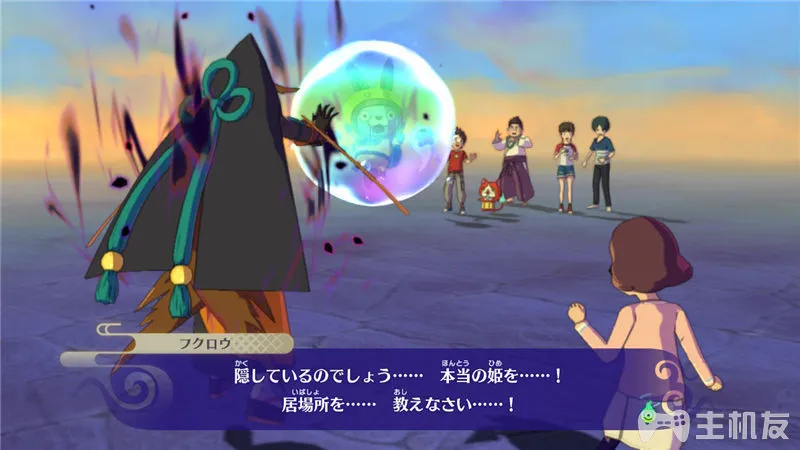 フクロウ
隠しているのでしょう……　本当の姫を……！
居場所を……　教えなさい……！
主机友